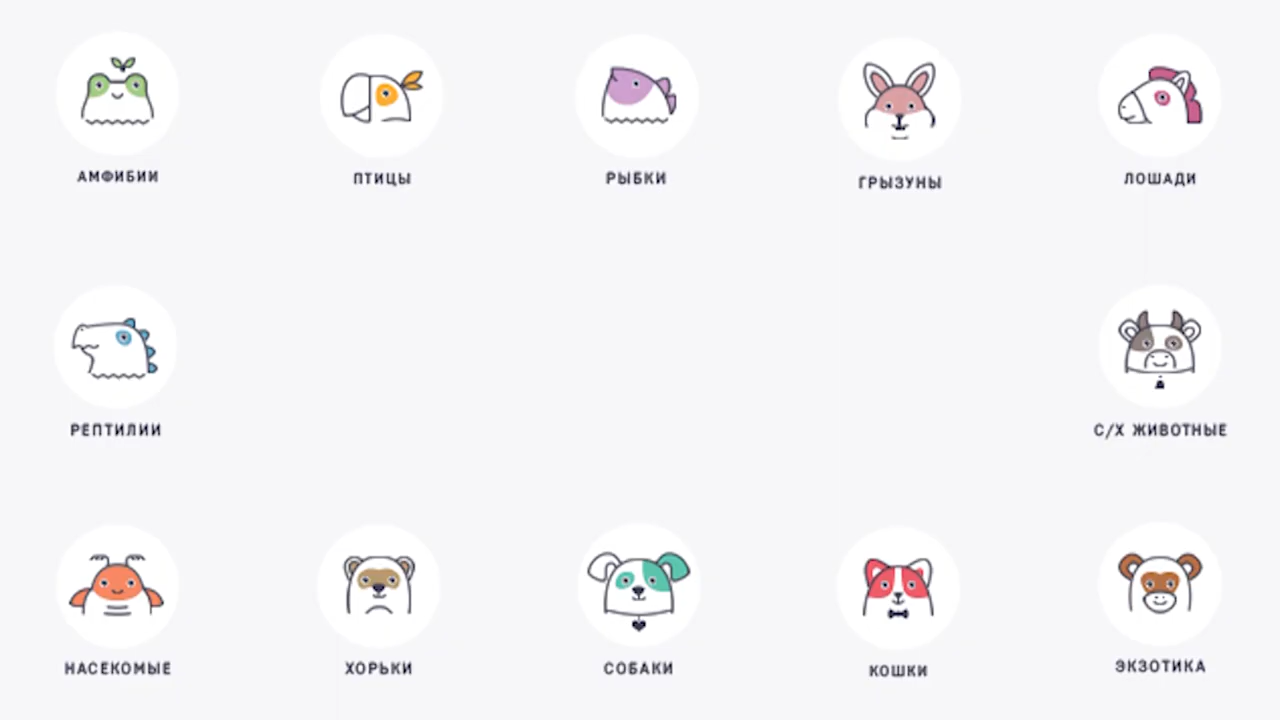 АМФИБИИ
ПТИЦЫ
РЫБКИ
ГРЫЗУНЫ
ЛОШАДИ
РЕПТИЛИИ
С/Х ЖИВОТНЫЕ
НАСЕКОМЫЕ
ХОРЬКИ
СОБАКИ
КОШКИ
ЭКЗОТИКА